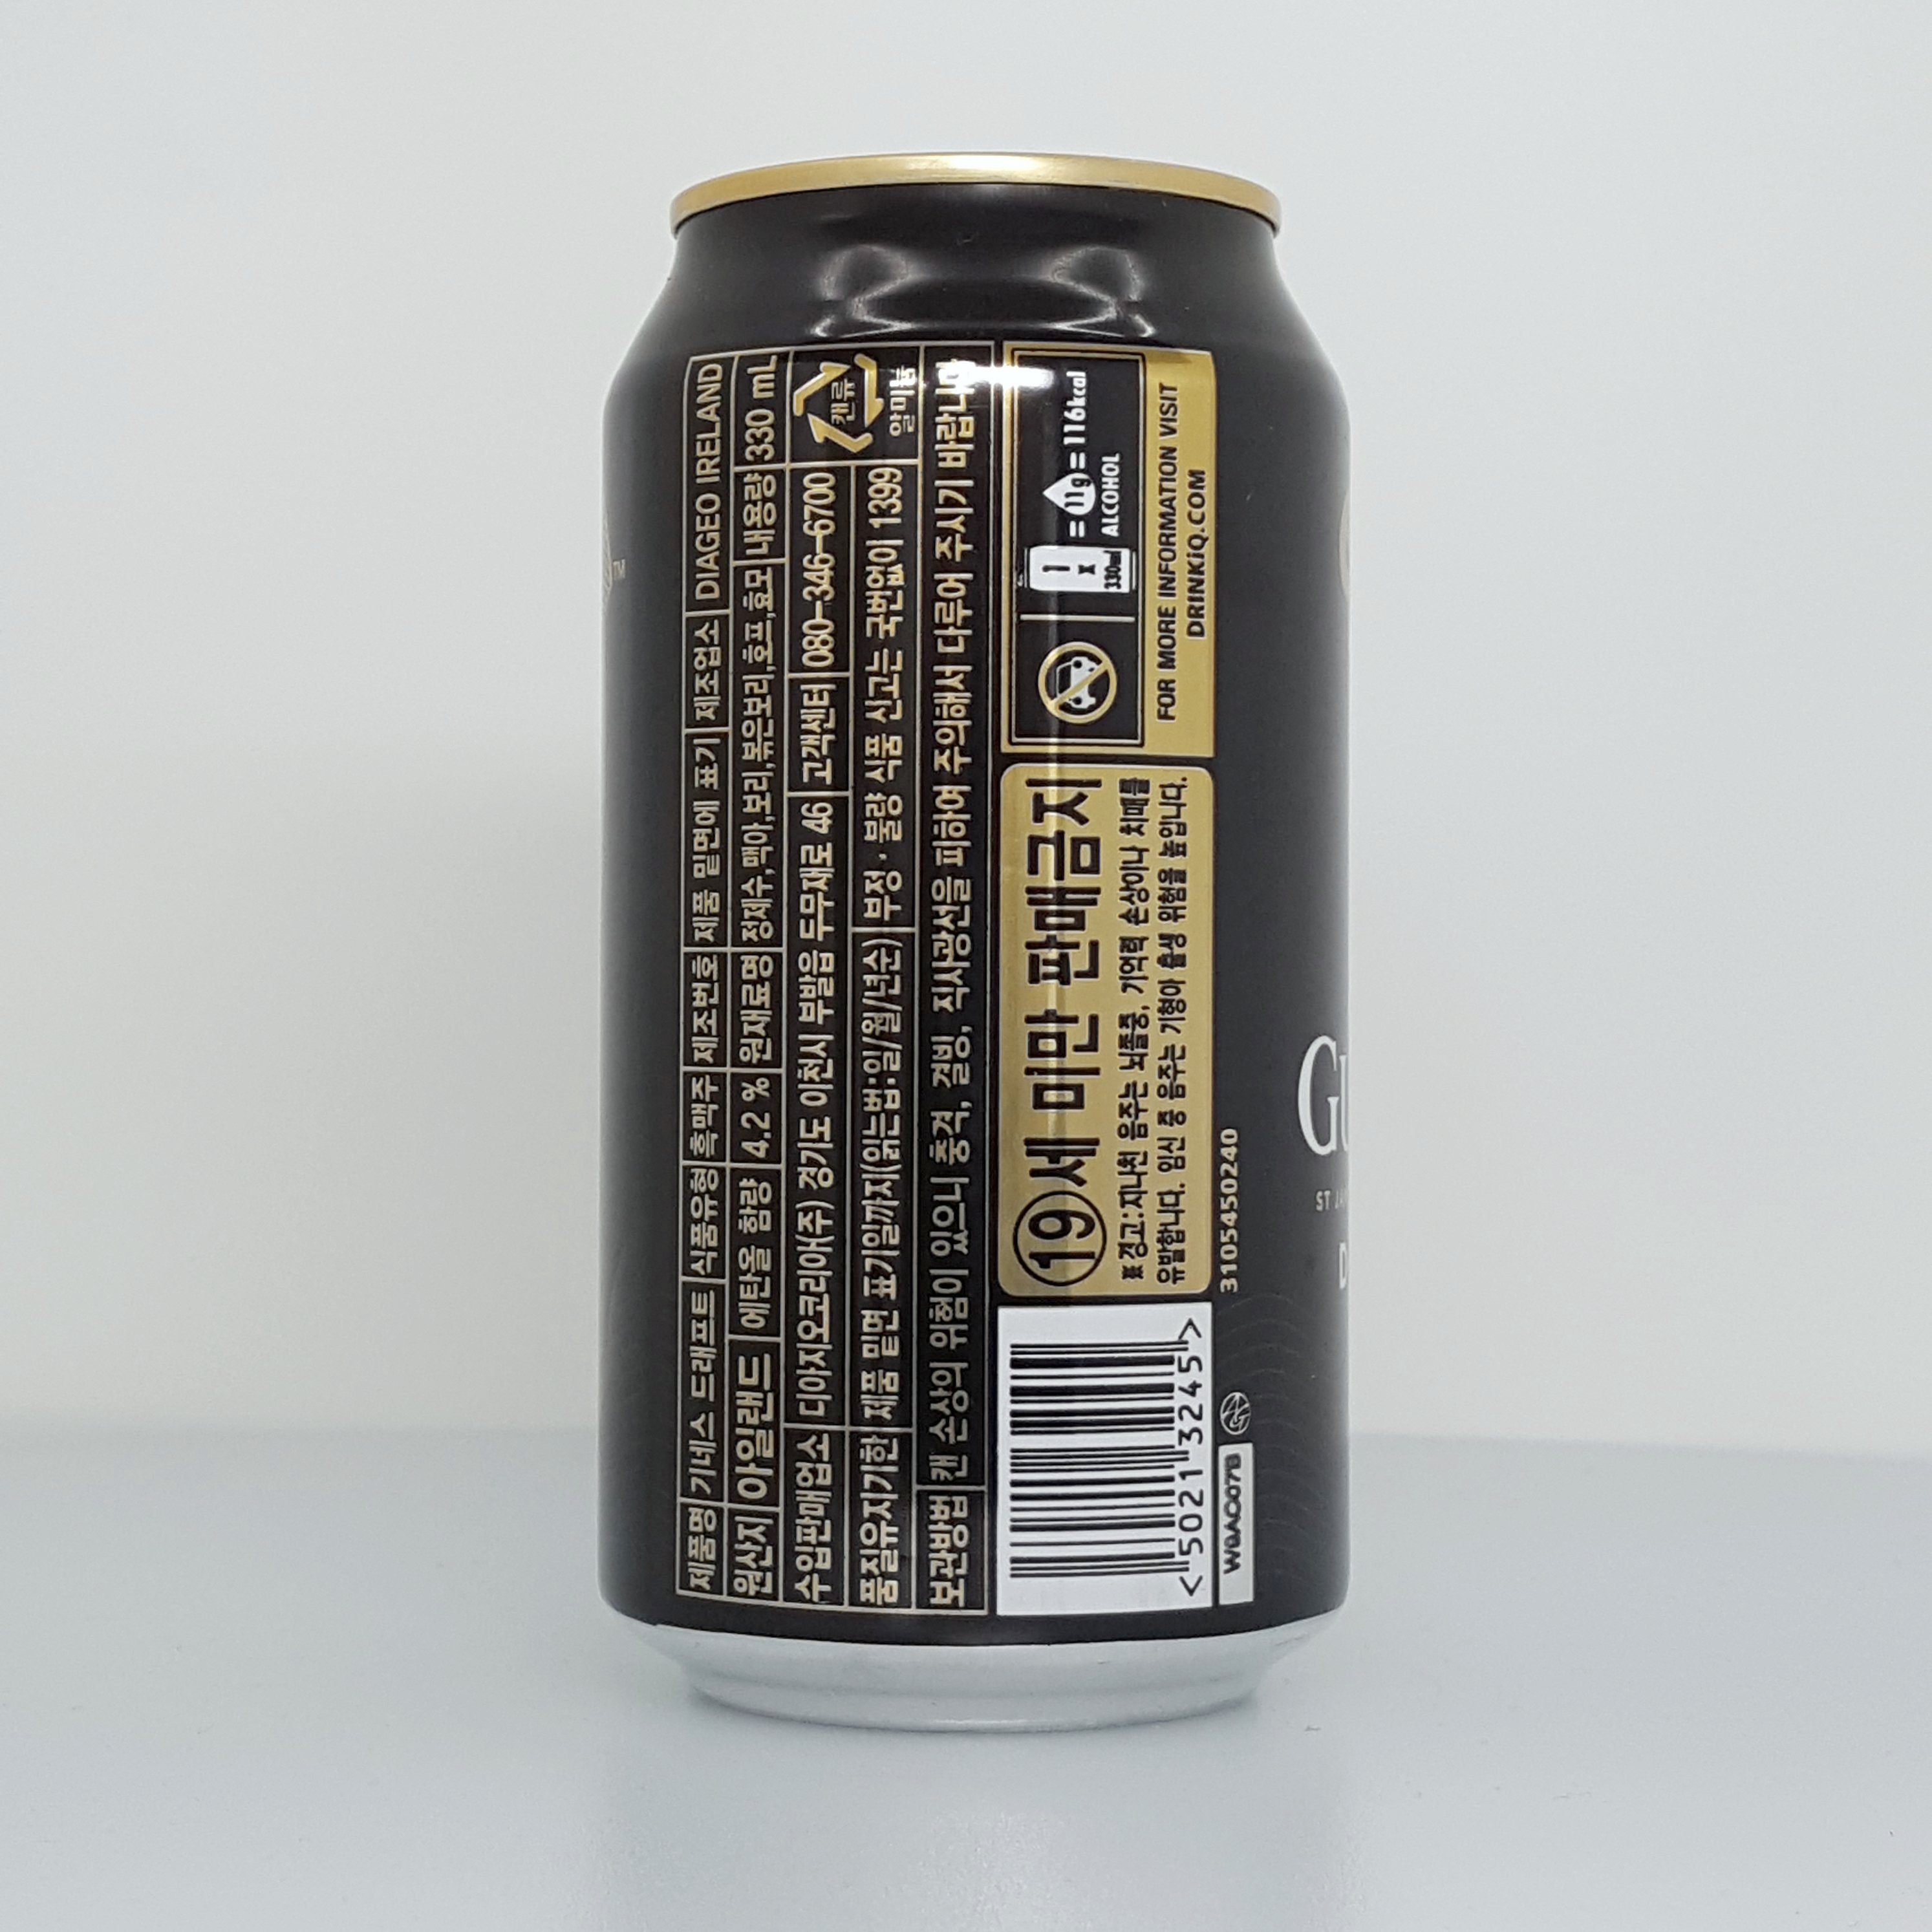 제품명 기네스 드래프트 식품유형 흑맥주 제조번호 제품 밑면에 표기 제조업소 DIAGEO IRELAND
원산지 아일랜드 에탄올 함량 4.2 % 원재료명 정제수,맥아,보리,볶은보리,호프,효모 내용량 330 mL
수입판매업소 디아지오코리아(주) 경기도 이천시 부발읍 두무재로 46 고객센터 080-346-6700
품질유지기한 제품 밑면 표기일까지(읽는법:일/월/년순) 부정·불량 식품 신고는 국번없이 1399
캔류
알미늄
보관방법 캔 손상의 위험이 있으니 충격, 결빙, 직사광선을 피하여 주의해서 다루어 주시기 바랍니다
<5021 3245>
W0AC07B
19세 미만 판매금지
※경고:지나친 음주는 뇌졸중, 기억력 손상이나 치매를
유발합니다. 임신 중 음주는 기형아 출생 위험을 높입니다.
3105450240
1 x 330ml = 11g = 116kcal
ALCOHOL
FOR MORE INFORMATION VISIT
DRINKiQ.COM
TM
GU
ST JA
D